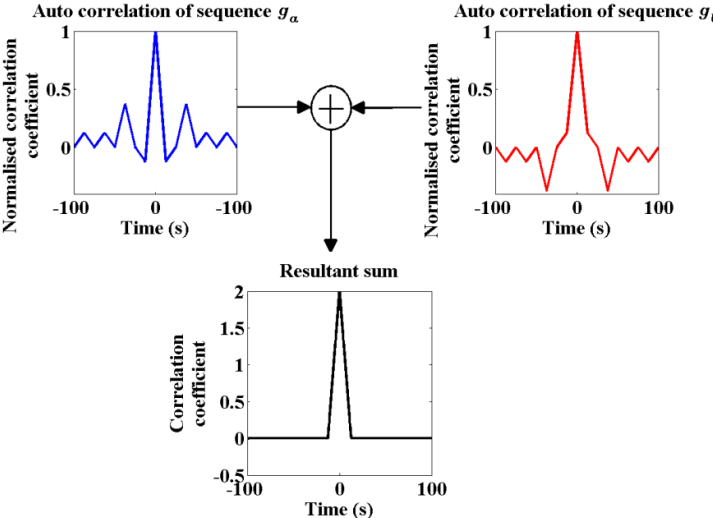 Auto correlation of sequence gₐ
Normalised correlation
coefficient
1
0.5
0
-100
0
-100
Time (s)
Auto correlation of sequence
Normalised correlation
coefficient
1
0.5
0
-100
0
100
Time (s)
Resultant sum
Correlation
coefficient
2
1.5
1
0.5
0
-0.5
-100
0
100
Time (s)